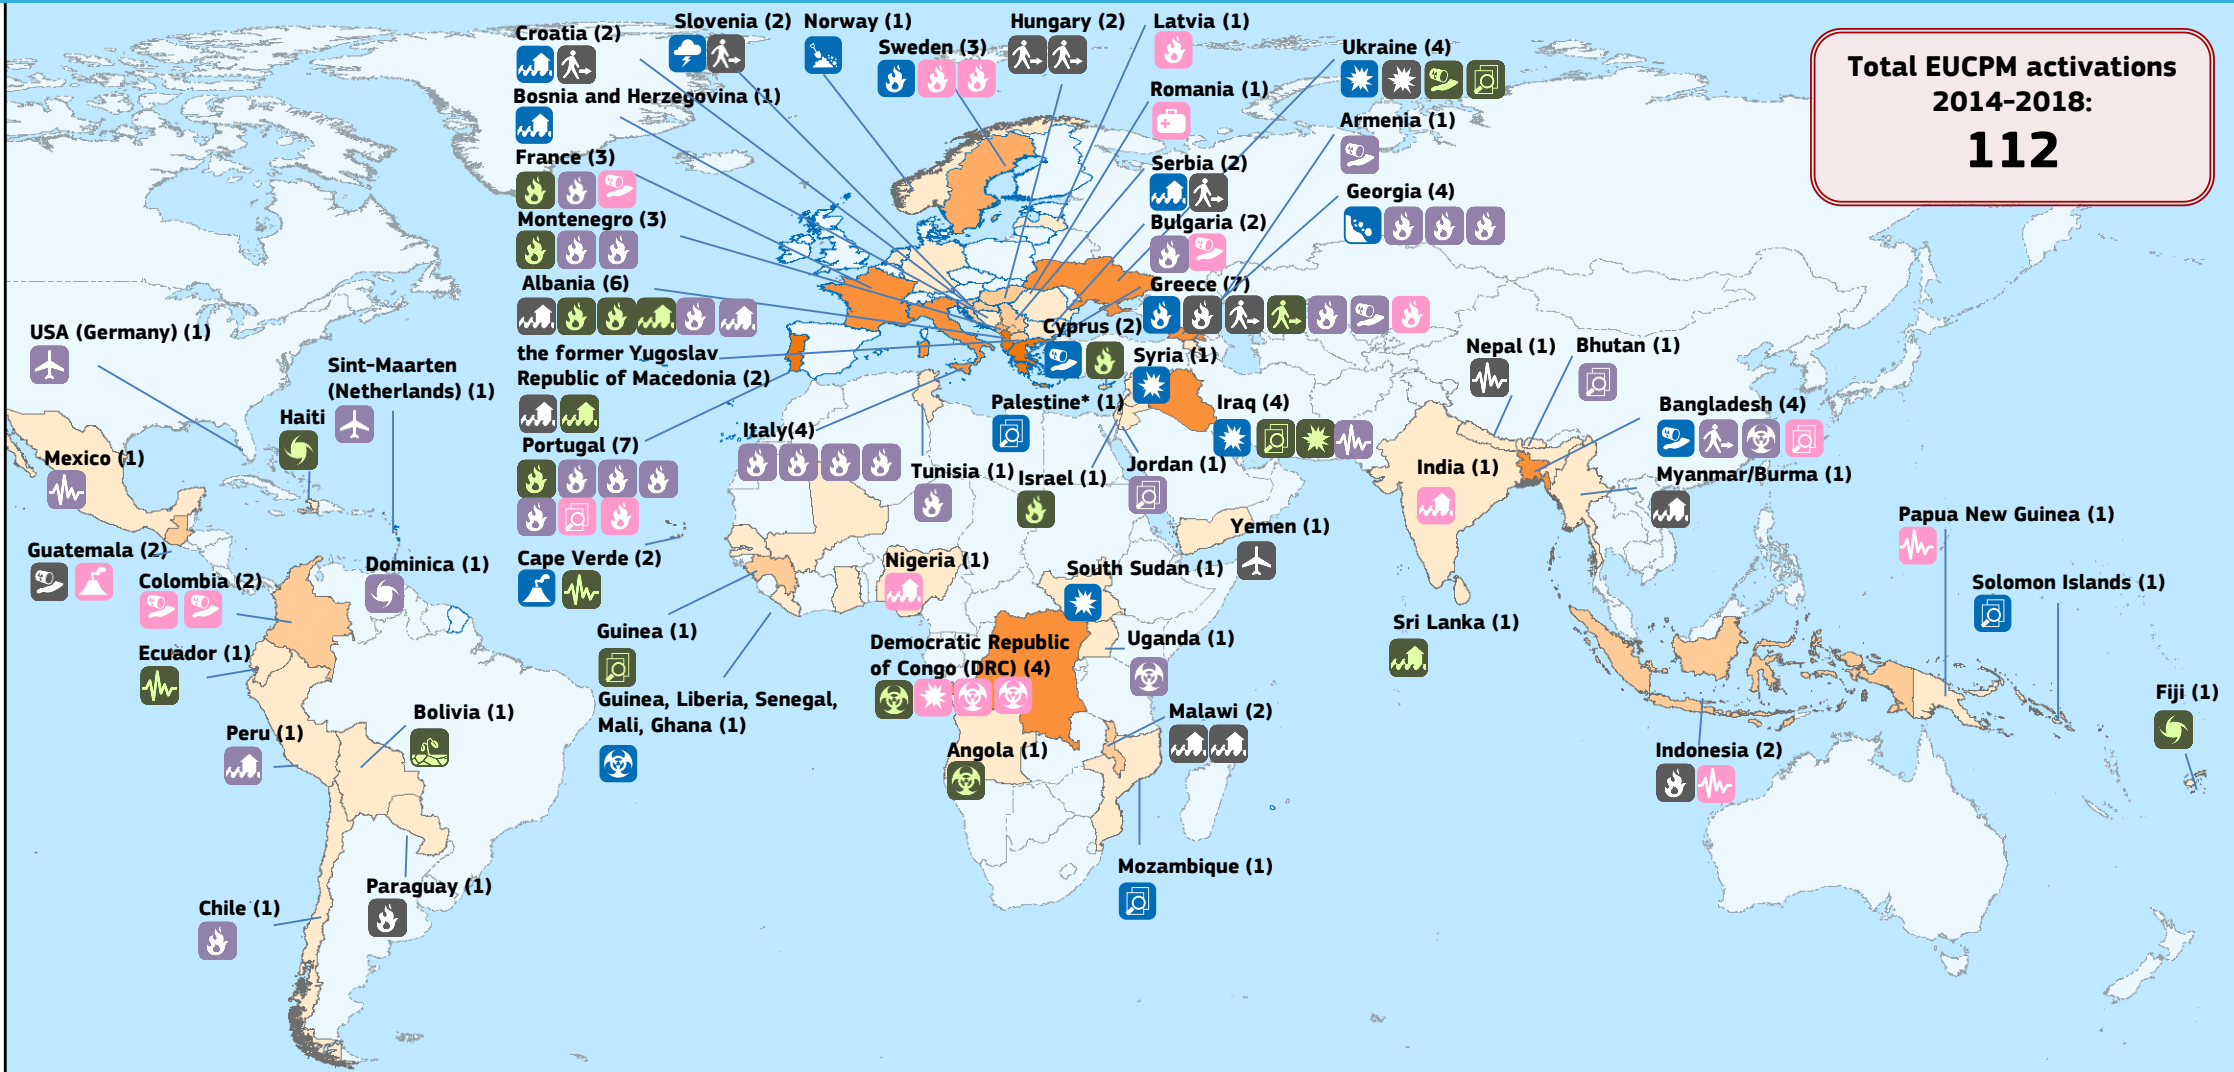 Total EUCPM activations
2014-2018:
112
Croatia (2)
Slovenia (2)
Norway (1)
Sweden (3)
Hungary (2)
Latvia (1)
Ukraine (4)
Bosnia and Herzegovina (1)
Romania (1)
Armenia (1)
France (3)
Serbia (2)
Georgia (4)
Montenegro (3)
Bulgaria (2)
Albania (6)
Greece (7)
Cyprus (2)
the former Yugoslav
Republic of Macedonia (2)
Syria (1)
USA (Germany) (1)
Sint-Maarten
(Netherlands) (1)
Haiti
Nepal (1)
Bhutan (1)
Palestine* (1)
Iraq (4)
Bangladesh (4)
Mexico (1)
Portugal (7)
Italy(4)
Tunisia (1)
Israel (1)
Jordan (1)
India (1)
Myanmar/Burma (1)
Yemen (1)
Papua New Guinea (1)
Guatemala (2)
Colombia (2)
Dominica (1)
Cape Verde (2)
Nigeria (1)
South Sudan (1)
Solomon Islands (1)
Ecuador (1)
Guinea (1)
Democratic Republic
of Congo (DRC) (4)
Uganda (1)
Sri Lanka (1)
Guinea, Liberia, Senegal,
Mali, Ghana (1)
Fiji (1)
Peru (1)
Bolivia (1)
Malawi (2)
Angola (1)
Indonesia (2)
Mozambique (1)
Paraguay (1)
Chile (1)